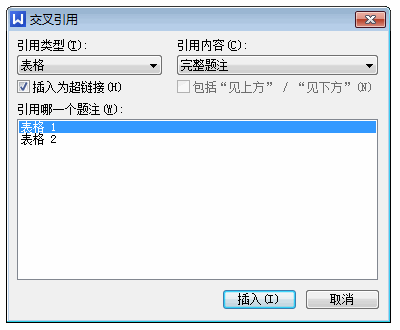 交叉引用
引用类型(T): 引用内容(C):
表格 完整题注
插入为超链接(H) 包括“见上方” / “见下方”(N)
引用哪一个题注(W):
表格 1
表格 2
插入(I) 取消